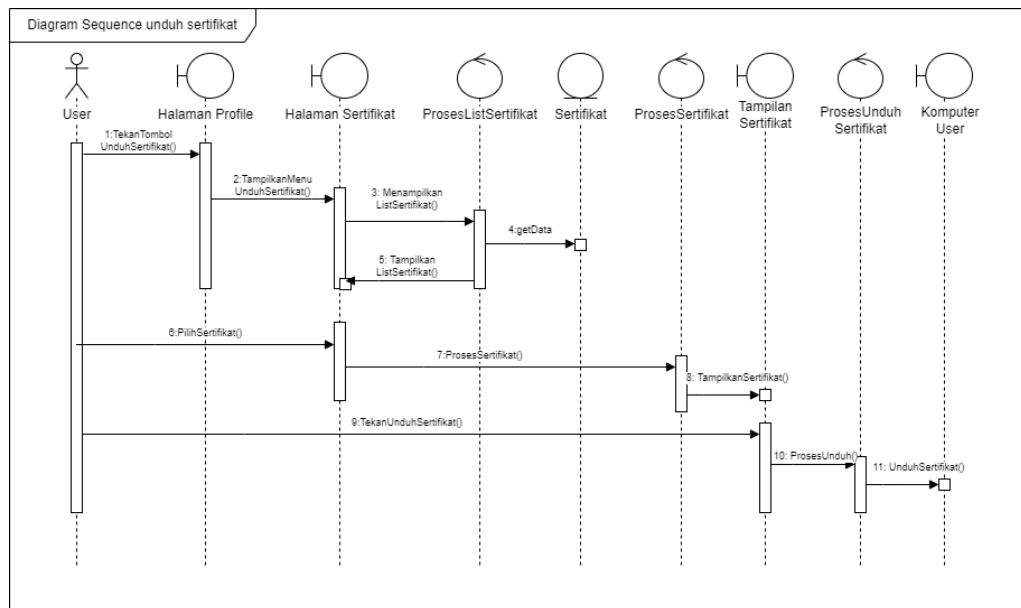 Diagram Sequence unduh sertifikat
User
Halaman Profile
Halaman Sertifikat
ProsesListSertifikat
Sertifikat
ProsesSertifikat
Tampilan
Sertifikat
ProsesUnduh
Sertifikat
Komputer
User
1:TekanTombol
UnduhSertifikat()
2:TampilkanMenu
UnduhSertifikat()
3: Menampilkan
ListSertifikat()
4:getData
5: Tampilkan
ListSertifikat()
6:PilihSertifikat()
7:ProsesSertifikat()
8: TampilkanSertifikat()
9:TekanUnduhSertifikat()
10: ProsesUnduh()
11: UnduhSertifikat()